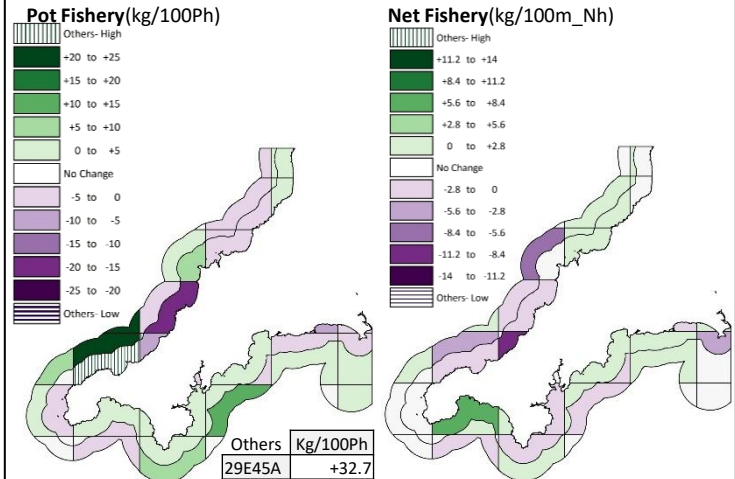 Pot Fishery(kg/100Ph)
Others- High
+20 to +25
+15 to +20
+10 to +15
+5 to +10
0 to +5
No Change
-5 to 0
-10 to -5
-15 to -10
-20 to -15
-25 to -20
Others- Low
Others Kg/100Ph
29E45A +32.7
Net Fishery(kg/100m_Nh)
Others- High
+11.2 to +14
+8.4 to +11.2
+5.6 to +8.4
+2.8 to +5.6
0 to +2.8
No Change
-2.8 to 0
-5.6 to -2.8
-8.4 to -5.6
-11.2 to -8.4
-14 to -11.2
Others- Low